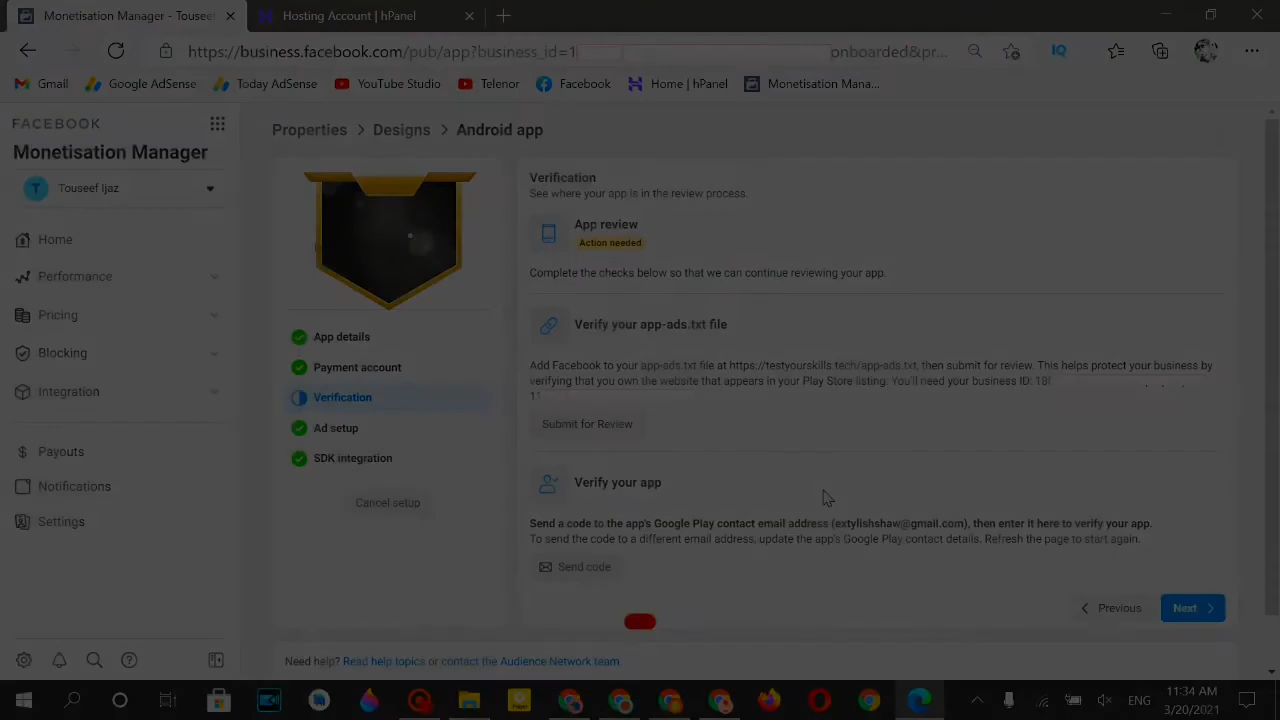 Monetisation Manager - Touseef
Hosting Account | hPanel
https://business.facebook.com/pub/app?business_id=1
onboarded&pr...
IQ
Gmail
Google AdSense
Today AdSense
YouTube Studio
Telenor
Facebook
Home | hPanel
Monetisation Mana...
FACEBOOK
Monetisation Manager
T
Touseef Ijaz
Home
Performance
Pricing
Blocking
Integration
Payouts
Notifications
Settings
Properties > Designs > Android app
App details
Payment account
Verification
Ad setup
SDK integration
Cancel setup
Verification
See where your app is in the review process.
App review
Action needed
Complete the checks below so that we can continue reviewing your app.
Verify your app-ads.txt file
Add Facebook to your app-ads.txt file at https://testyourskills.tech/app-ads.txt, then submit for review. This helps protect your business by
verifying that you own the website that appears in your Play Store listing. You'll need your business ID: 18
11
Submit for Review
Verify your app
Send a code to the app's Google Play contact email address (extylishshaw@gmail.com), then enter it here to verify your app.
To send the code to a different email address, update the app's Google Play contact details. Refresh the page to start again.
Send code
Previous
Next
Need help? Read help topics or contact the Audience Network team.
ENG
11:34 AM
3/20/2021